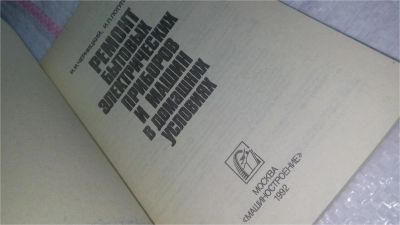 РЕМОНТ
БЫТОВЫХ
ЭЛЕКТРИЧЕСКИХ
ПРИБОРОВ
И МАШИН
В ДОМАШНИХ
УСЛОВИЯХ
МОСКВА
«МАШИНОСТРОЕНИЕ»
1992